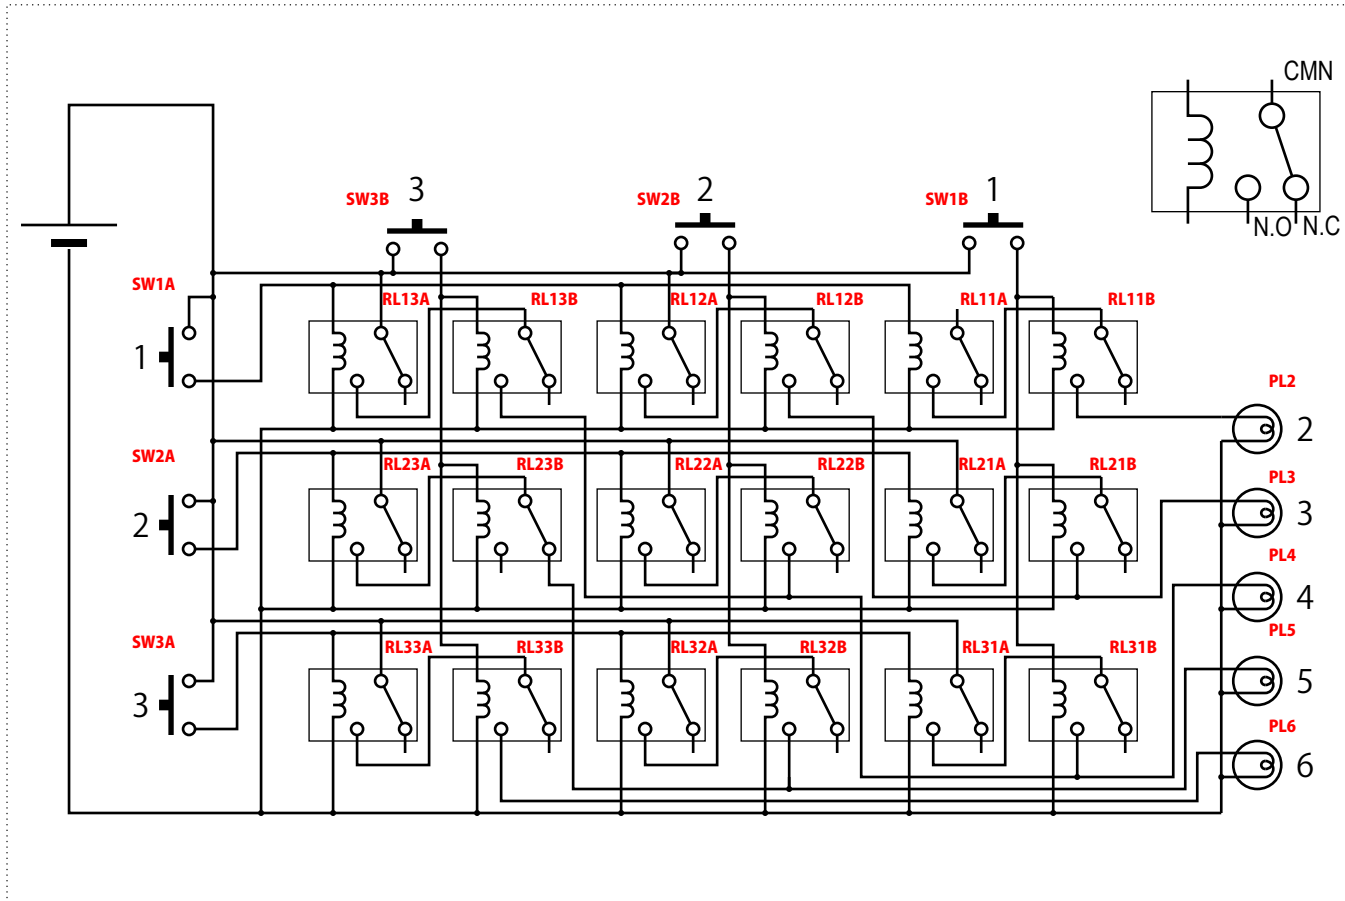 CMN
N.O N.C
SW3B 3
SW2B 2
SW1B 1
SW1A
1
RL13A RL13B RL12A RL12B RL11A RL11B
PL2
2
SW2A
2
RL23A RL23B RL22A RL22B RL21A RL21B
PL3
3
PL4
4
SW3A
3
RL33A RL33B RL32A RL32B RL31A RL31B
PL5
5
PL6
6